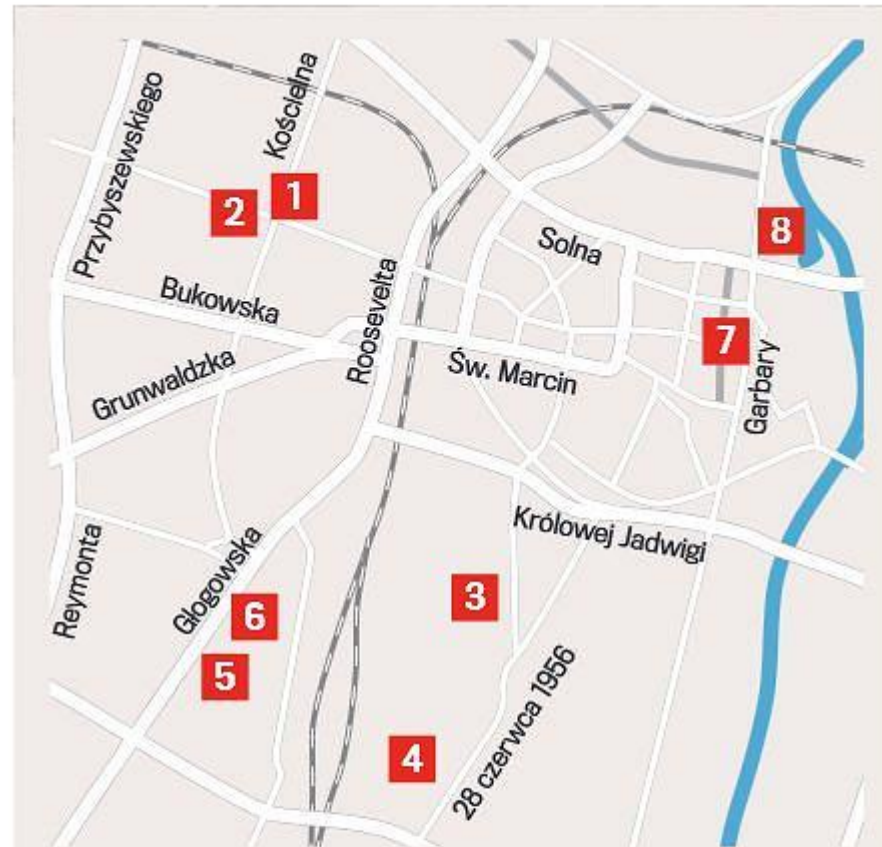 Przybyszewskiego
Kościelna
1
2
8
Solna
Bukowska
Roosevelta
7
Grunwaldzka
Św. Marcin
Garbary
Królowej Jadwigi
Reymonta
Głogowska
3
6
5
28 czerwca 1956
4